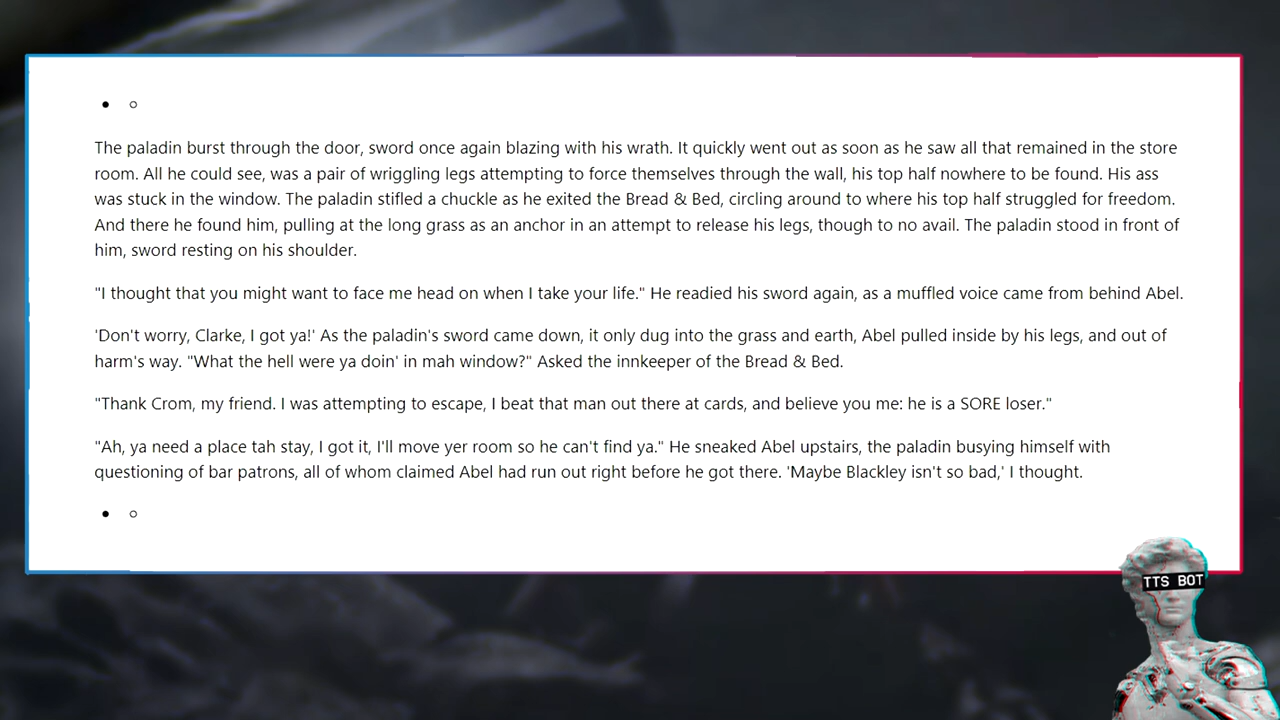 The paladin burst through the door, sword once again blazing with his wrath. It quickly went out as soon as he saw all that remained in the store
room. All he could see, was a pair of wriggling legs attempting to force themselves through the wall, his top half nowhere to be found. His ass
was stuck in the window. The paladin stifled a chuckle as he exited the Bread & Bed, circling around to where his top half struggled for freedom.
And there he found him, pulling at the long grass as an anchor in an attempt to release his legs, though to no avail. The paladin stood in front of
him, sword resting on his shoulder.
"I thought that you might want to face me head on when I take your life." He readied his sword again, as a muffled voice came from behind Abel.
'Don't worry, Clarke, I got ya!' As the paladin's sword came down, it only dug into the grass and earth, Abel pulled inside by his legs, and out of
harm's way. "What the hell were ya doin' in mah window?" Asked the innkeeper of the Bread & Bed.
"Thank Crom, my friend. I was attempting to escape, I beat that man out there at cards, and believe you me: he is a SORE loser."
"Ah, ya need a place tah stay, I got it, I'll move yer room so he can't find ya." He sneaked Abel upstairs, the paladin busying himself with
questioning of bar patrons, all of whom claimed Abel had run out right before he got there. 'Maybe Blackley isn't so bad,' I thought.
TTS BOT